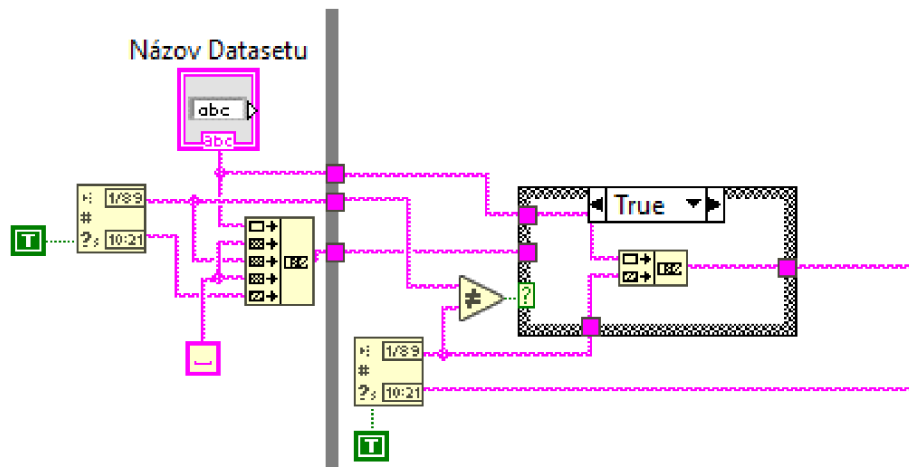 Názov Datasetu
abc
abc
1/89
#
?s 10:21
T
True
≠
?
1/89
#
?s 10:21
T